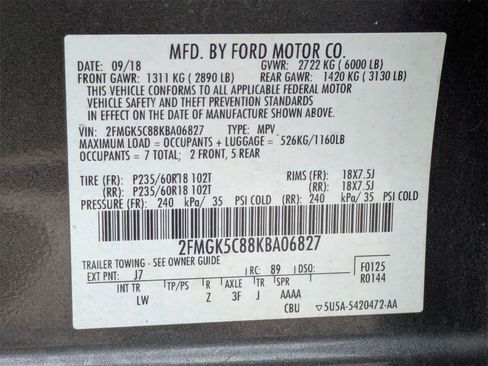 MFD. BY FORD MOTOR CO.
DATE: 09/18 GVWR: 2722 KG ( 6000 LB)
FRONT GAWR: 1311 KG ( 2890 LB) REAR GAWR: 1420 KG ( 3130 LB)
THIS VEHICLE CONFORMS TO ALL APPLICABLE FEDERAL MOTOR
VEHICLE SAFETY AND BUMPER STANDARDS
IN EFFECT ON THE DATE OF MANUFACTURE SHOWN ABOVE.
VIN: 2FMGK5C88KBA06827 TYPE: MPV
MAXIMUM LOAD = OCCUPANTS + LUGGAGE = 526KG/1160LB
OCCUPANTS = 7 TOTAL; 2 FRONT, 5 REAR
TIRE (FR): P235/60R18 102T RIMS (FR): 18X7.5J
(RR): P235/60R18 102T (RR): 18X7.5J
PRESSURE (FR): 240 kPa/ 35 PSI COLD (RR): 240 kPa/ 35 PSI COLD
2FMGK5C88KBA06827
TRAILER TOWING - SEE OWNER GUIDE
EXT PNT: J7 RC: 89 DSO: F0125
INT TR TP/PS R AXLE TR SPR R0144
LW Z 3F J AAAA
CBU ▽5U5A-5420472-AA